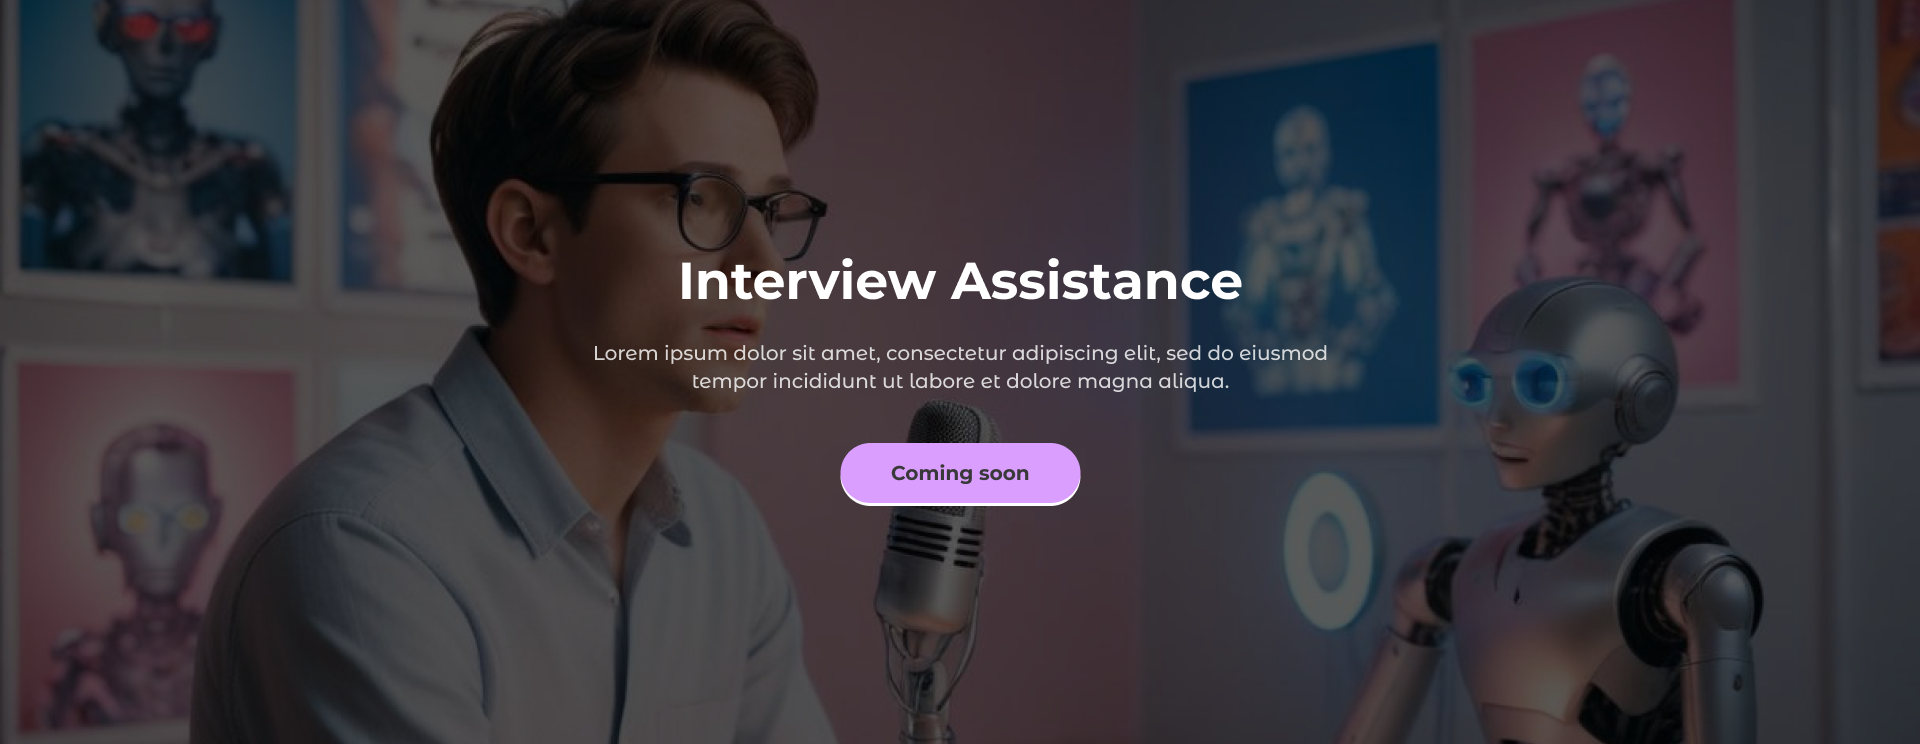 Interview Assistance
Lorem ipsum dolor sit amet, consectetur adipiscing elit, sed do eiusmod
tempor incididunt ut labore et dolore magna aliqua.
Coming soon